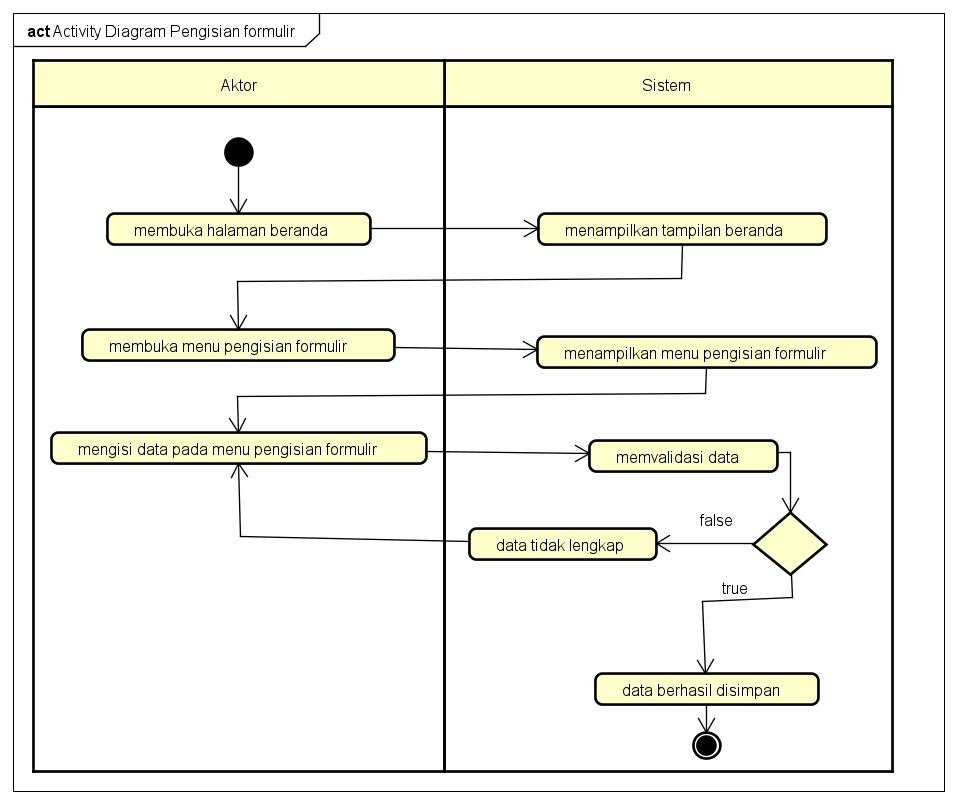 act Activity Diagram Pengisian formulir
Aktor
Sistem
membuka halaman beranda
menampilkan tampilan beranda
membuka menu pengisian formulir
menampilkan menu pengisian formulir
mengisi data pada menu pengisian formulir
memvalidasi data
false
data tidak lengkap
true
data berhasil disimpan